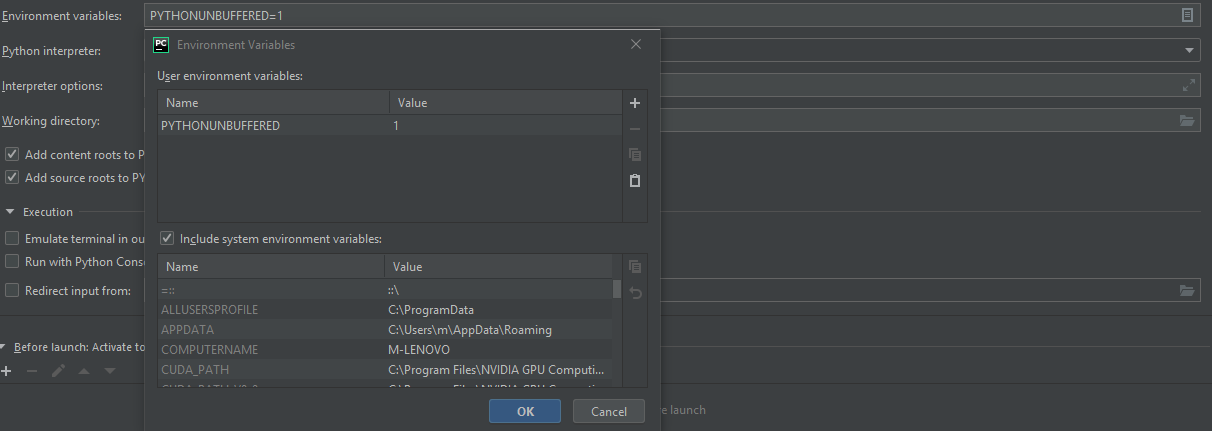 Environment variables: PYTHONUNBUFFERED=1
PC Environment Variables
Python interpreter:
User environment variables:
Interpreter options:
Name Value
Working directory:
PYTHONUNBUFFERED 1
Add content roots to P
Add source roots to PY
Execution
Emulate terminal in ou
Include system environment variables:
Run with Python Cons
Name Value
Redirect input from:
=:: ::\
ALLUSERSPROFILE C:\ProgramData
APPDATA C:\Users\m\AppData\Roaming
Before launch: Activate to
COMPUTERNAME M-LENOVO
CUDA_PATH C:\Program Files\NVIDIA GPU Computi...
OK Cancel
e launch